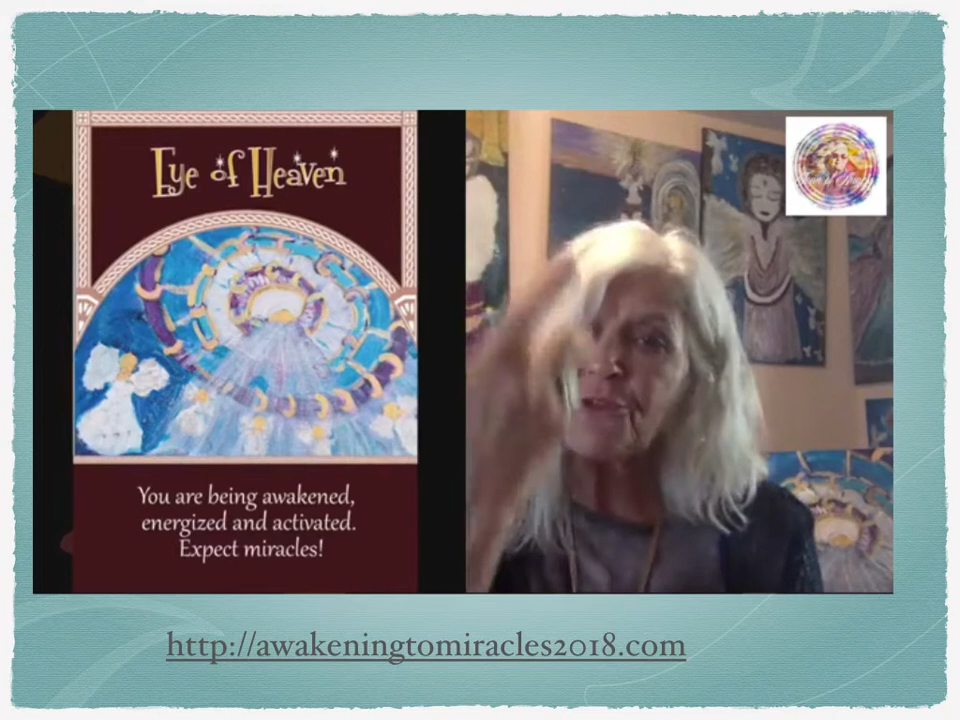 Eye of Heaven
You are being awakened,
energized and activated.
Expect miracles!
http://awakeningtomiracles2018.com